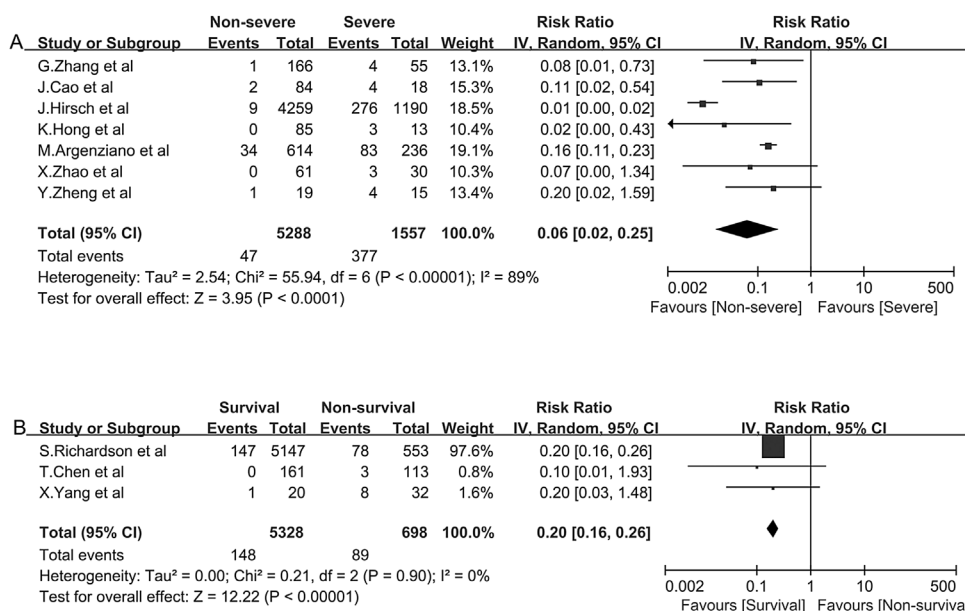 Non-severe Severe Risk Ratio Risk Ratio
A Study or Subgroup Events Total Events Total Weight IV, Random, 95% CI IV, Random, 95% CI
G.Zhang et al 1 166 4 55 13.1% 0.08 [0.01, 0.73]
J.Cao et al 2 84 4 18 15.3% 0.11 [0.02, 0.54]
J.Hirsch et al 9 4259 276 1190 18.5% 0.01 [0.00, 0.02]
K.Hong et al 0 85 3 13 10.4% 0.02 [0.00, 0.43]
M.Argenziano et al 34 614 83 236 19.1% 0.16 [0.11, 0.23]
X.Zhao et al 0 61 3 30 10.3% 0.07 [0.00, 1.34]
Y.Zheng et al 1 19 4 15 13.4% 0.20 [0.02, 1.59]
Total (95% CI) 5288 1557 100.0% 0.06 [0.02, 0.25]
Total events 47 377
Heterogeneity: Tau² = 2.54; Chi² = 55.94, df = 6 (P < 0.00001); I² = 89%
Test for overall effect: Z = 3.95 (P < 0.0001)
0.002 0.1 1 10 500
Favours [Non-severe] Favours [Severe]
Survival Non-survival Risk Ratio Risk Ratio
B Study or Subgroup Events Total Events Total Weight IV, Random, 95% CI IV, Random, 95% CI
S.Richardson et al 147 5147 78 553 97.6% 0.20 [0.16, 0.26]
T.Chen et al 0 161 3 113 0.8% 0.10 [0.01, 1.93]
X.Yang et al 1 20 8 32 1.6% 0.20 [0.03, 1.48]
Total (95% CI) 5328 698 100.0% 0.20 [0.16, 0.26]
Total events 148 89
Heterogeneity: Tau² = 0.00; Chi² = 0.21, df = 2 (P = 0.90); I² = 0%
Test for overall effect: Z = 12.22 (P < 0.00001)
0.002 0.1 1 10 500
Favours [Survival] Favours [Non-surviva